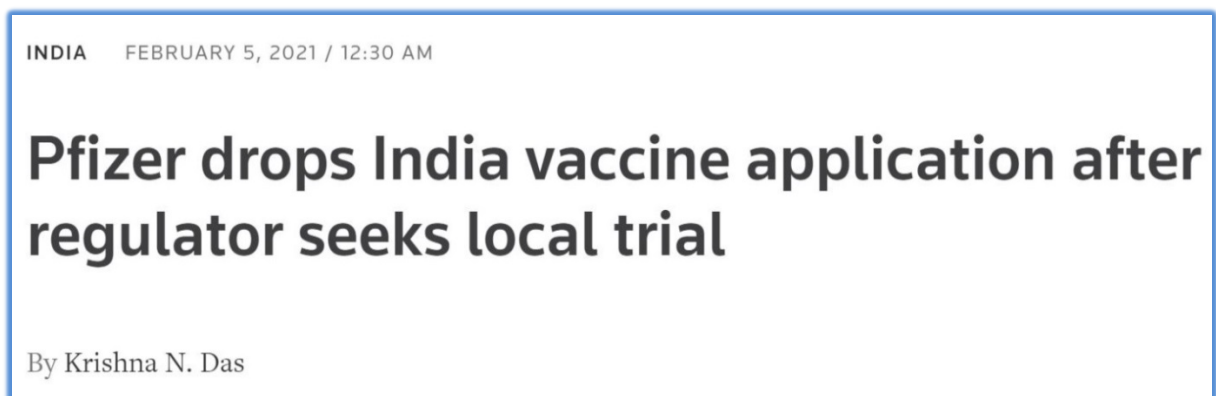 INDIA FEBRUARY 5, 2021 / 12:30 AM
Pfizer drops India vaccine application after
regulator seeks local trial
By Krishna N. Das